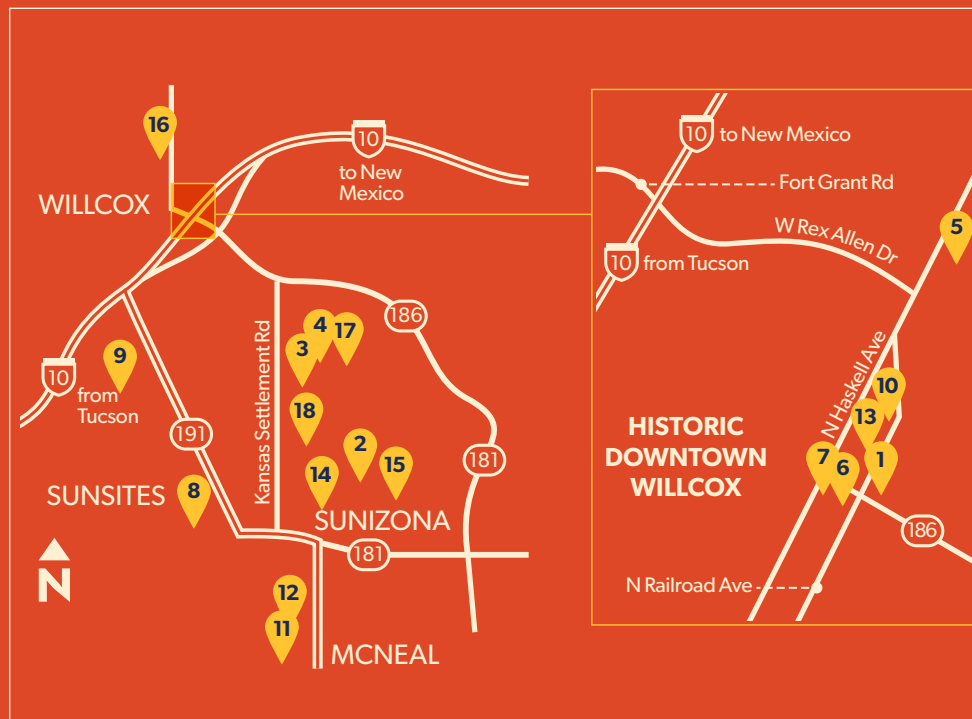 16
WILLCOX
10
to New
Mexico
186
4
17
3
9
10
from
Tucson
18
Kansas Settlement Rd
191
2
15
14
181
SUNSITES
8
SUNIZONA
181
N
12
11
MCNEAL
10
to New Mexico
Fort Grant Rd
W Rex Allen Dr
5
10
from Tucson
N Haskell Ave
10
13
HISTORIC
DOWNTOWN
WILLCOX
7
6
1
186
N Railroad Ave